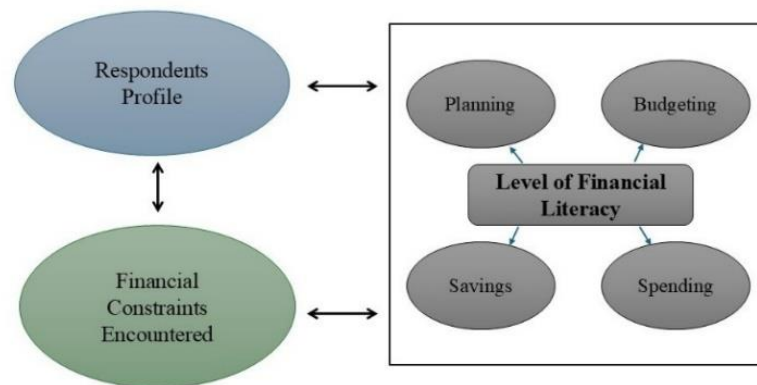 Respondents
Profile
Planning
Budgeting
Level of Financial
Literacy
Financial
Constraints
Encountered
Savings
Spending